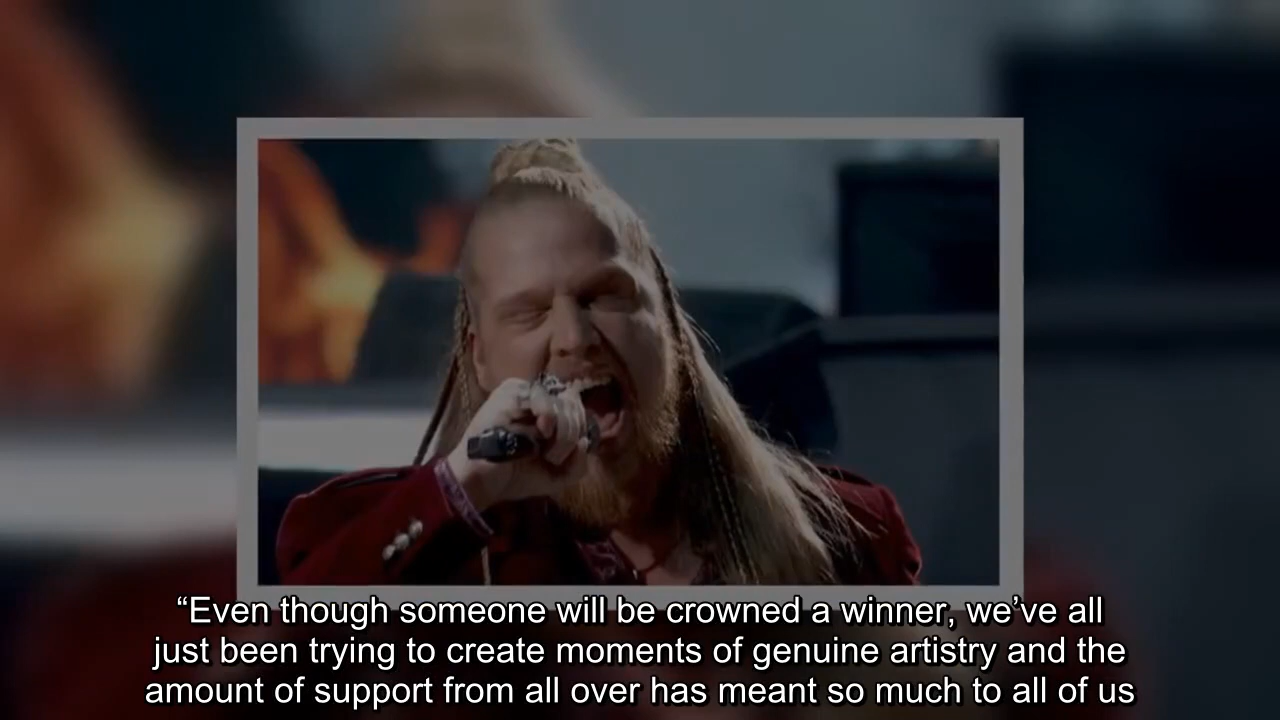 “Even though someone will be crowned a winner, we’ve all
just been trying to create moments of genuine artistry and the
amount of support from all over has meant so much to all of us